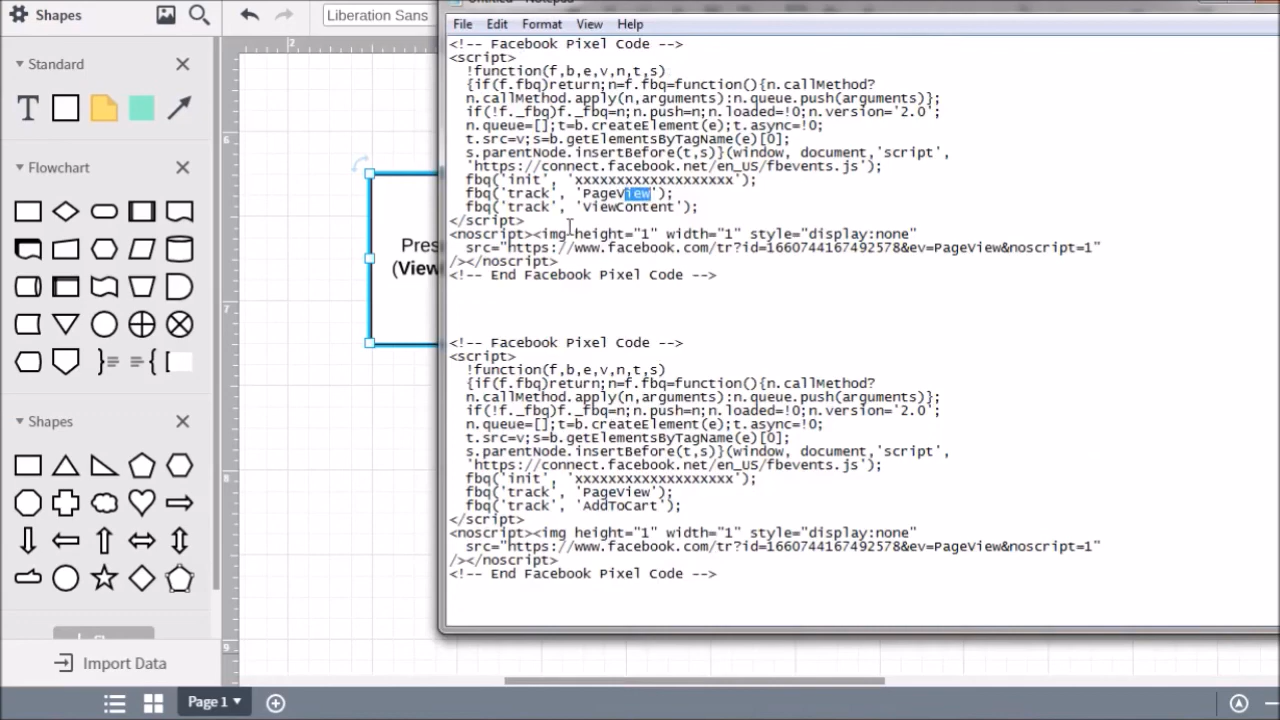 Shapes
Liberation Sans
Standard
Flowchart
Shapes
Import Data
Page 1
2
6
7
8
9
Pres
(View
File Edit Format View Help
<!-- Facebook Pixel Code -->
<script>
!function(f,b,e,v,n,t,s)
{if(f.fbq)return;n=f.fbq=function(){n.callMethod?
n.callMethod.apply(n,arguments):n.queue.push(arguments)};
if(!f._fbq)f._fbq=n;n.push=n;n.loaded=!0;n.version='2.0';
n.queue=[];t=b.createElement(e);t.async=!0;
t.src=v;s=b.getElementsByTagName(e)[0];
s.parentNode.insertBefore(t,s)}(window, document,'script',
'https://connect.facebook.net/en_US/fbevents.js');
fbq('init', 'xxxxxxxxxxxxxxxxxxx');
fbq('track', 'PageView');
fbq('track', 'ViewContent');
</script>
<noscript><img height="1" width="1" style="display:none"
src="https://www.facebook.com/tr?id=1660744167492578&ev=PageView&noscript=1"
/></noscript>
<!-- End Facebook Pixel Code -->
<!-- Facebook Pixel Code -->
<script>
!function(f,b,e,v,n,t,s)
{if(f.fbq)return;n=f.fbq=function(){n.callMethod?
n.callMethod.apply(n,arguments):n.queue.push(arguments)};
if(!f._fbq)f._fbq=n;n.push=n;n.loaded=!0;n.version='2.0';
n.queue=[];t=b.createElement(e);t.async=!0;
t.src=v;s=b.getElementsByTagName(e)[0];
s.parentNode.insertBefore(t,s)}(window, document,'script',
'https://connect.facebook.net/en_US/fbevents.js');
fbq('init', 'xxxxxxxxxxxxxxxxxxx');
fbq('track', 'PageView');
fbq('track', 'AddToCart');
</script>
<noscript><img height="1" width="1" style="display:none"
src="https://www.facebook.com/tr?id=1660744167492578&ev=PageView&noscript=1"
/></noscript>
<!-- End Facebook Pixel Code -->